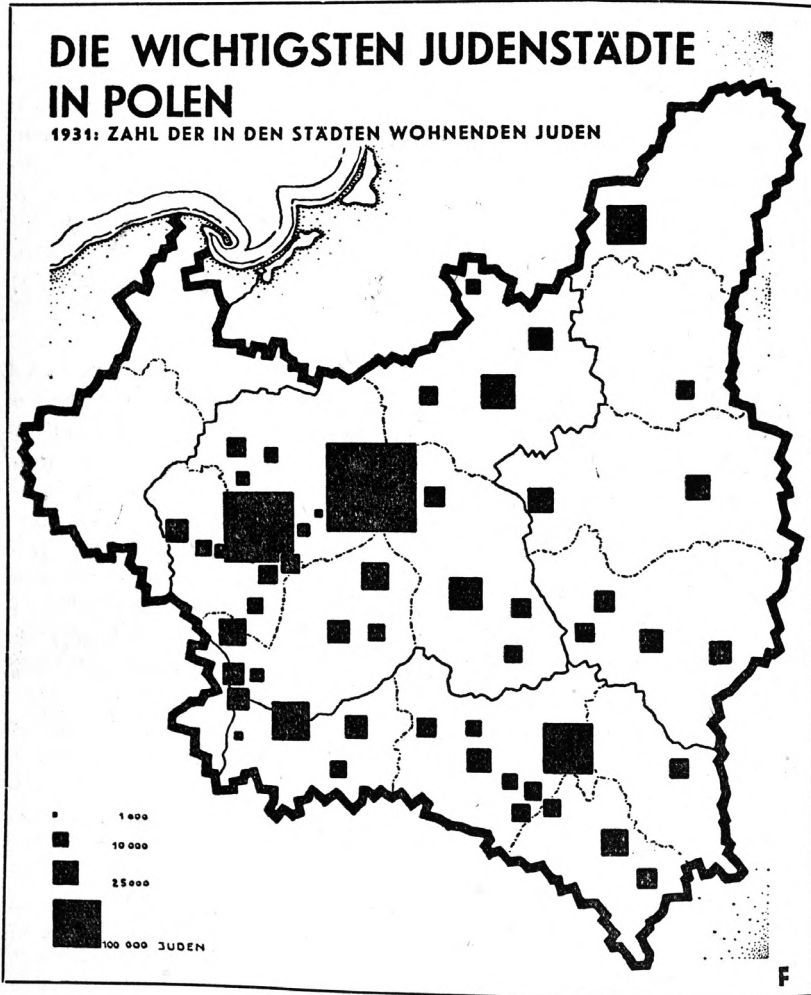 DIE WICHTIGSTEN JUDENSTÄDTE
IN POLEN
1931: ZAHL DER IN DEN STÄDTEN WOHNENDEN JUDEN
1 000
10 000
25 000
100 000 JUDEN
F